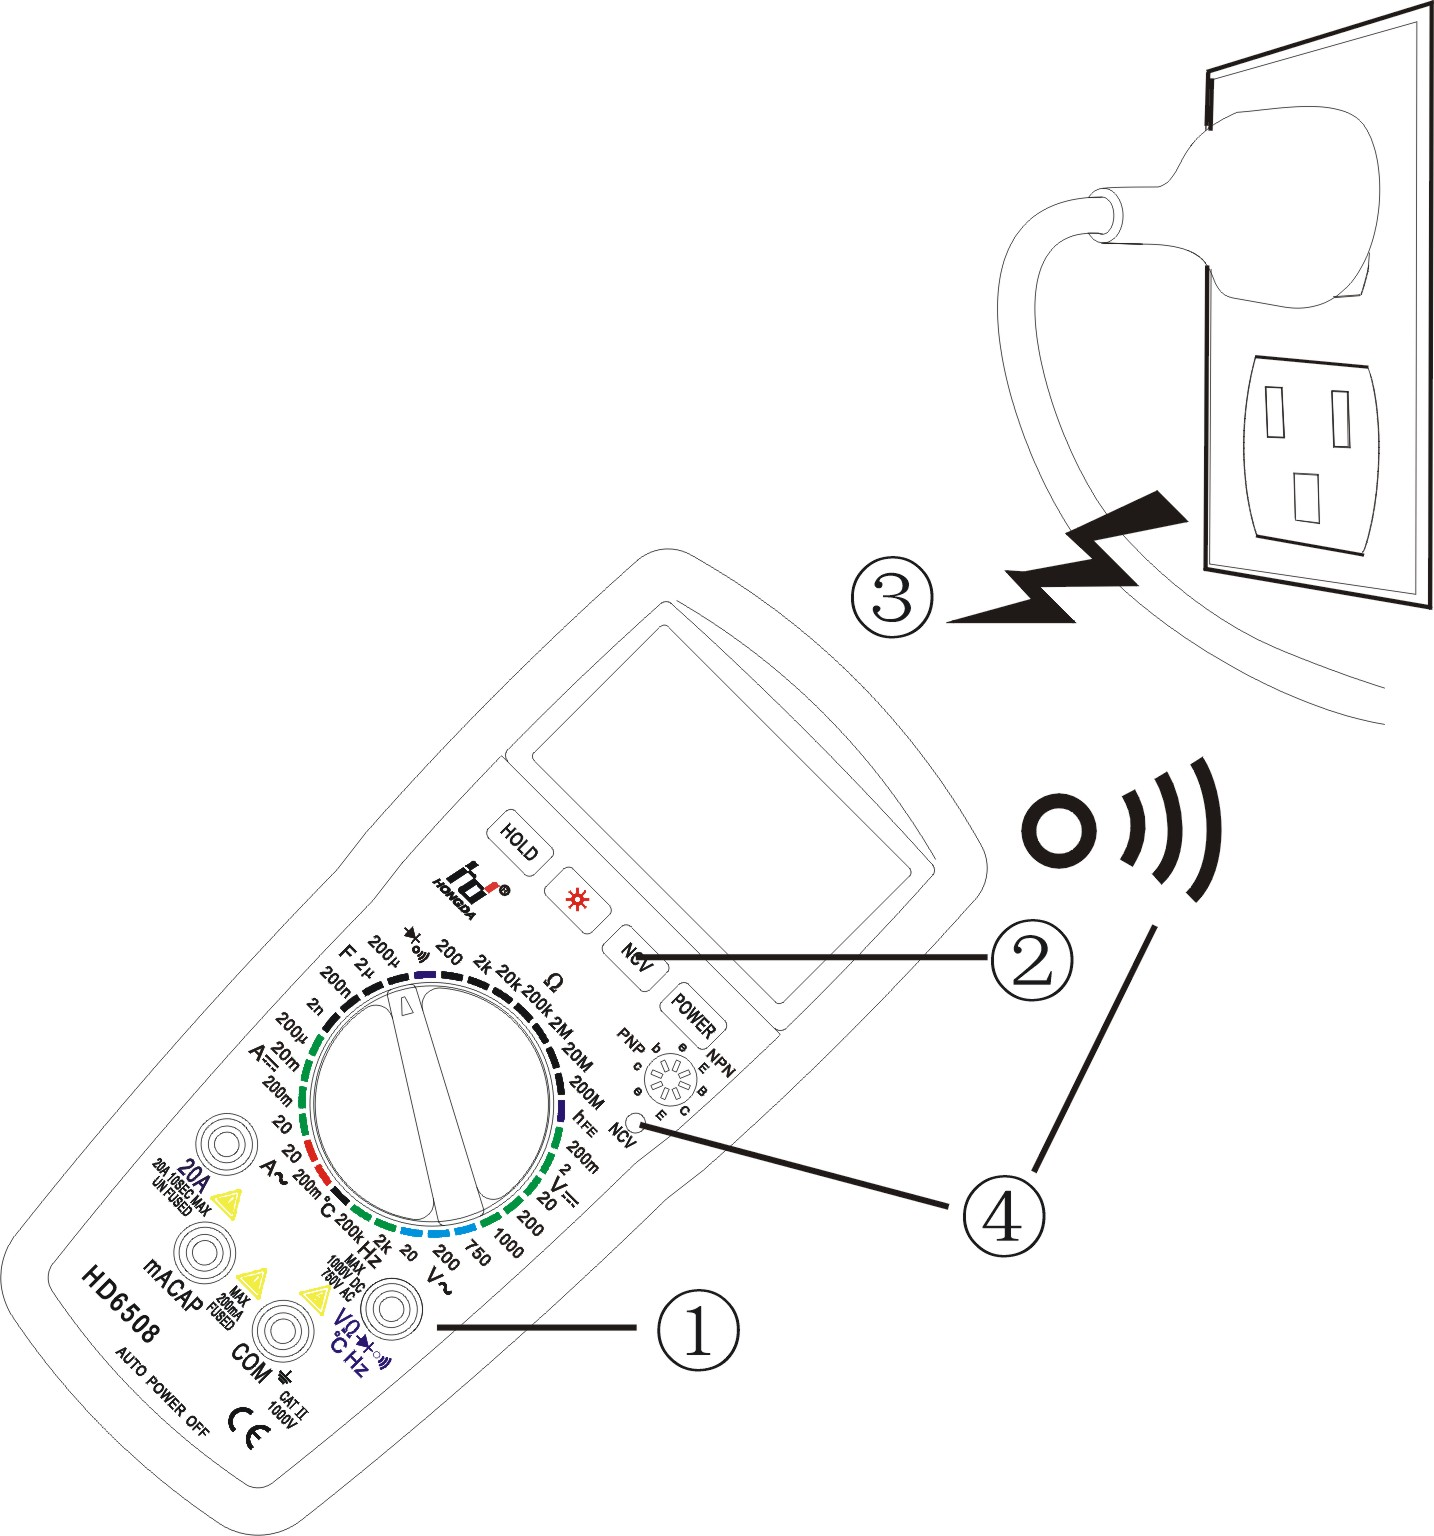 ③
HOLD
HONGDA
®
NCV
②
POWER
PNP
NPN
b
e
E
B
C
E
e
c
NCV
④
200
2k
20k
Ω
200k
2M
20M
200M
hFE
200m
2
V⎓
20
200
1000
750
200
V~
20
2k
Hz
200k
°C
200m
20
A~
20
200m
A⎓
20m
200μ
2n
200n
F
2μ
200μ
20A
20A 10SEC MAX
UNFUSED
mACAP
MAX
200mA
FUSED
MAX
1000V DC
750V AC
VΩ
°C Hz
COM
CAT II
1000V
①
HD6508
AUTO POWER OFF
CE